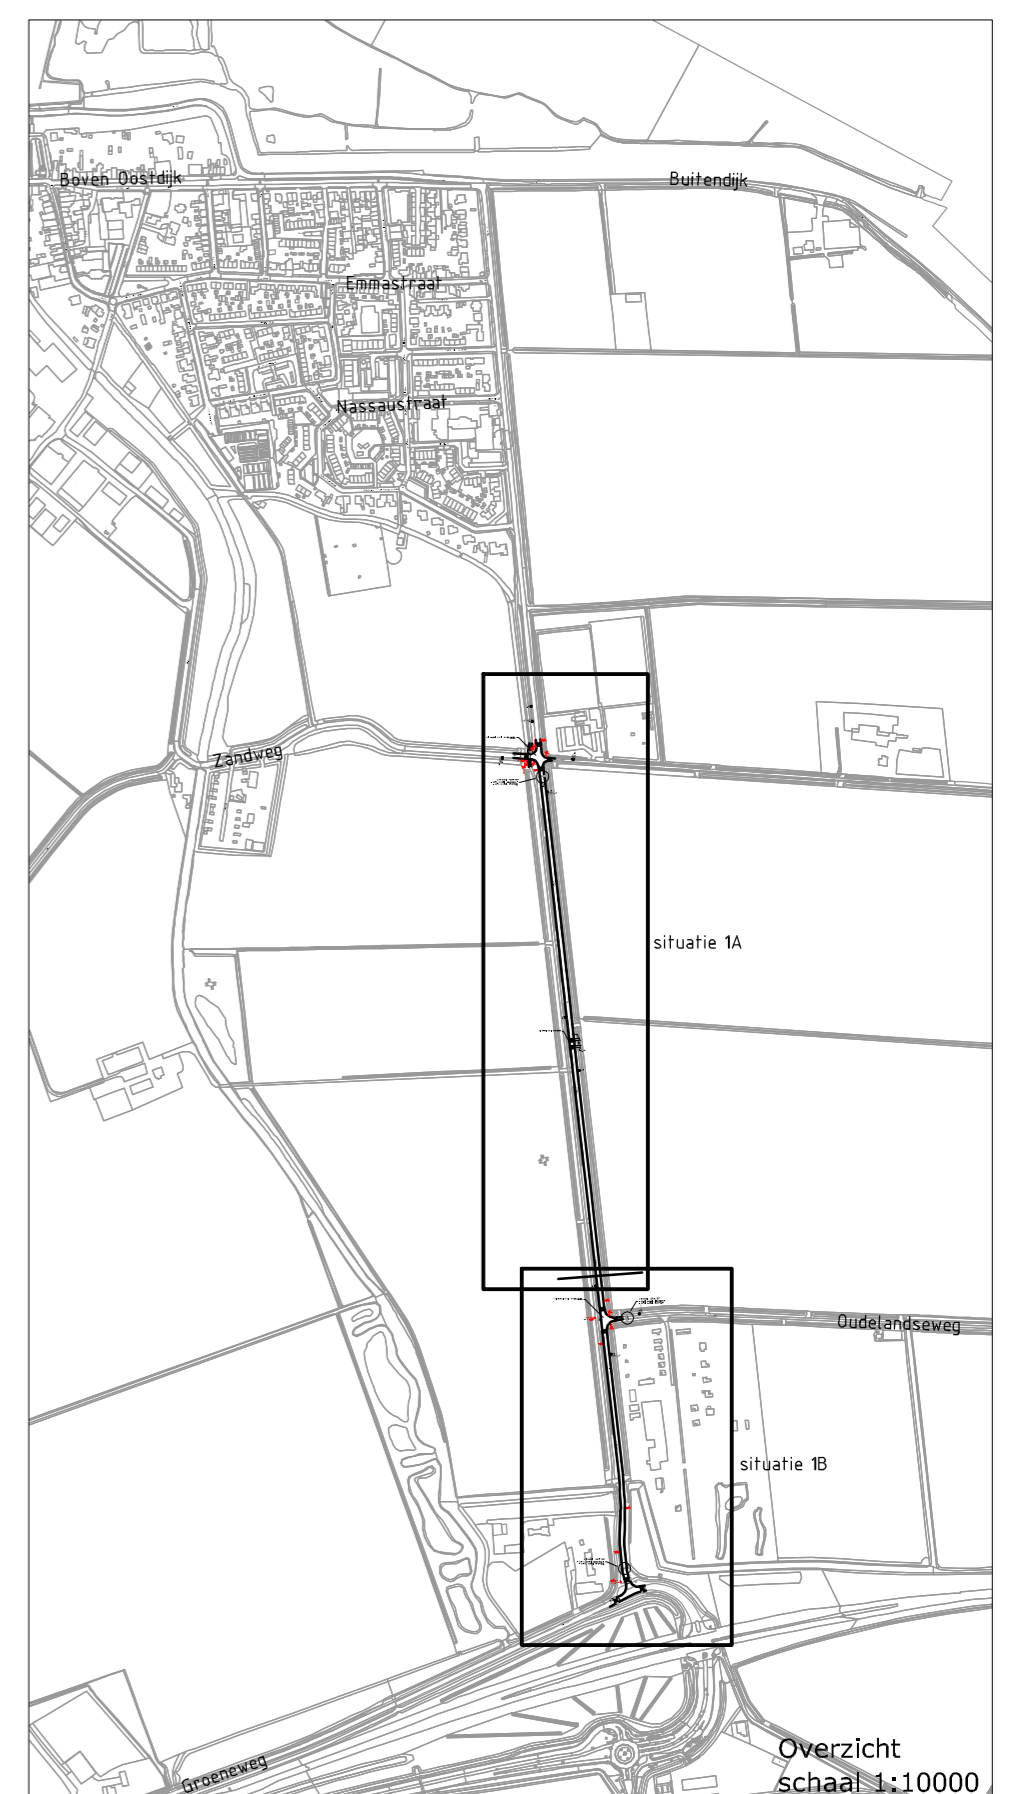 Boven Oostdijk
Buitendijk
Emmastraat
Nassaustraat
Zandweg
situatie 1A
Oudelandseweg
situatie 1B
Groeneweg
Overzicht
schaal 1:10000